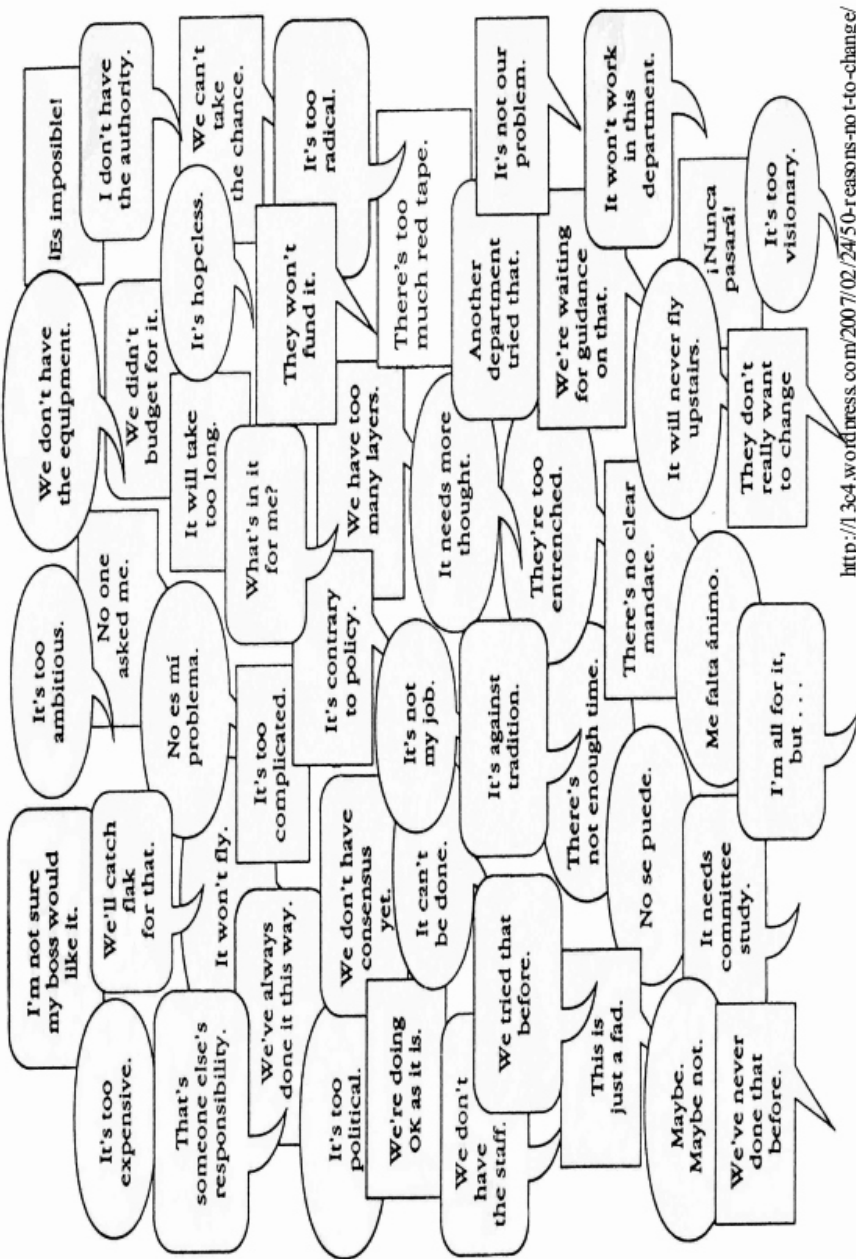 I'm not sure
my boss would
like it.
It's too
ambitious.
We don't have
the equipment.
¡Es imposible!
It's too
expensive.
We'll catch
flak
for that.
No one
asked me.
We didn't
budget for it.
I don't have
the authority.
That's
someone else's
responsibility.
It won't fly.
No es mí
problema.
It will take
too long.
It's hopeless.
We can't
take
the chance.
We've always
done it this way.
It's too
complicated.
What's in it
for me?
They won't
fund it.
It's too
radical.
It's too
political.
We don't have
consensus
yet.
It's contrary
to policy.
We have too
many layers.
There's too
much red tape.
We're doing
OK as it is.
It can't
be done.
It's not
my job.
It needs more
thought.
Another
department
tried that.
It's not our
problem.
We don't
have
the staff.
We tried that
before.
It's against
tradition.
They're too
entrenched.
We're waiting
for guidance
on that.
It won't work
in this
department.
This is
just a fad.
There's
not enough time.
There's no clear
mandate.
It will never fly
upstairs.
¡Nunca
pasará!
Maybe.
Maybe not.
No se puede.
Me falta ánimo.
It's too
visionary.
We've never
done that
before.
It needs
committee
study.
I'm all for it,
but . . .
They don't
really want
to change
http://13c4.wordpress.com/2007/02/24/50-reasons-not-to-change/